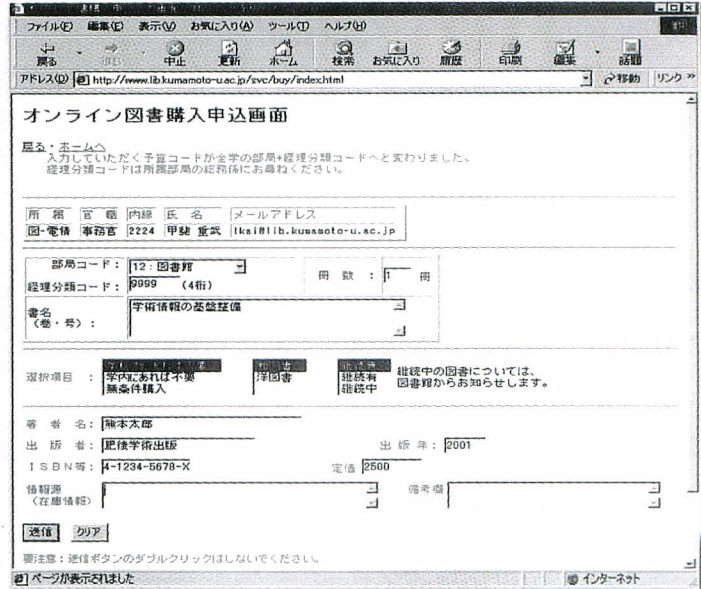 ファイル(F) 編集(E) 表示(V) お気に入り(A) ツール(T) ヘルプ(H)
戻る 中止 更新 ホーム 検索 お気に入り 履歴 印刷 編集 話題
アドレス(D) http://www.lib.kumamoto-u.ac.jp/svc/buy/index.html 移動 リンク »
オンライン図書購入申込画面
戻る・ホームへ
入力していただく予算コードが全学の部局+経理分類コードへと変わりました。
経理分類コードは所属部局の総務係にお尋ねください。
所 属 官 職 内線 氏 名 メールアドレス
図-電情 事務官 2224 甲斐 重武 lkai@lib.kumamoto-u.ac.jp
部局コード: 12:図書館 冊 数 : 1 冊
経理分類コード: 9999 (4桁)
書名 学術情報の基盤整備
(巻・号):
選択項目 : 学内にあれば不要 洋図書 継続有 継続中の図書については、
無条件購入 継続中 図書館からお知らせします。
著 者 名: 熊本太郎
出 版 者: 肥後学術出版 出 版 年: 2001
ISBN等: 4-1234-5678-X 定価 2500
情報源 備考欄
(在庫情報)
送信 クリア
要注意:送信ボタンのダブルクリックはしないでください。
ページが表示されました インターネット